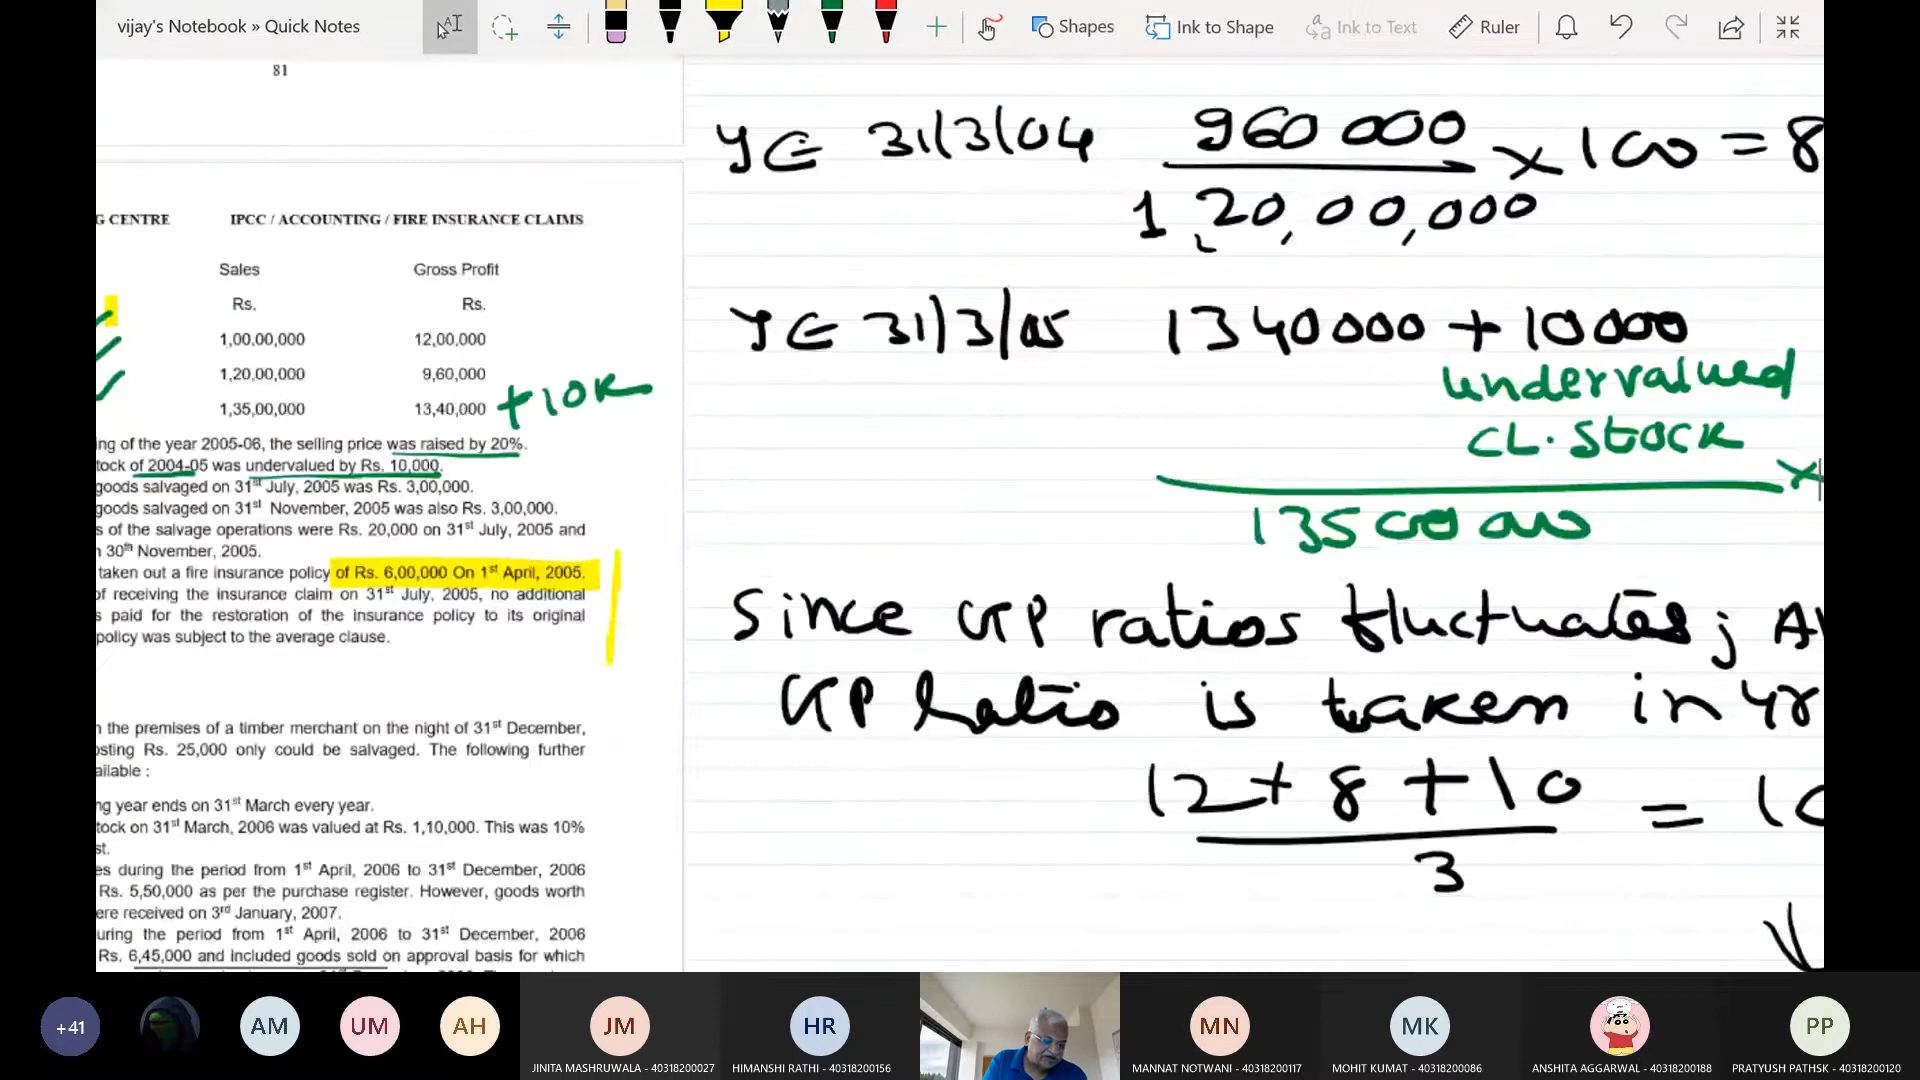 vijay's Notebook » Quick Notes
Shapes
Ink to Shape
Ink to Text
Ruler
81
G CENTRE IPCC / ACCOUNTING / FIRE INSURANCE CLAIMS
Sales Gross Profit
Rs. Rs.
1,00,00,000 12,00,000
1,20,00,000 9,60,000
1,35,00,000 13,40,000 +10K
ing of the year 2005-06, the selling price was raised by 20%.
tock of 2004-05 was undervalued by Rs. 10,000.
goods salvaged on 31st July, 2005 was Rs. 3,00,000.
goods salvaged on 31st November, 2005 was also Rs. 3,00,000.
s of the salvage operations were Rs. 20,000 on 31st July, 2005 and
n 30th November, 2005.
taken out a fire insurance policy of Rs. 6,00,000 On 1st April, 2005.
of receiving the insurance claim on 31st July, 2005, no additional
s paid for the restoration of the insurance policy to its original
policy was subject to the average clause.
n the premises of a timber merchant on the night of 31st December,
osting Rs. 25,000 only could be salvaged. The following further
ailable :
ng year ends on 31st March every year.
tock on 31st March, 2006 was valued at Rs. 1,10,000. This was 10%
st.
es during the period from 1st April, 2006 to 31st December, 2006
Rs. 5,50,000 as per the purchase register. However, goods worth
ere received on 3rd January, 2007.
uring the period from 1st April, 2006 to 31st December, 2006
Rs. 6,45,000 and included goods sold on approval basis for which
YE 31/3/04 960 000 × 100 = 8
1,20,00,000
YE 31/3/05 1340000 + 10000
undervalued
CL. Stock
×
13500 000
Since GP ratios fluctuates; A
GP Ratio is taken in yr
12 + 8 + 10 = 10
3
+41
AM
UM
AH
JM
HR
MN
MK
PP
JINITA MASHRUWALA - 40318200027
HIMANSHI RATHI - 40318200156
MANNAT NOTWANI - 40318200117
MOHIT KUMAT - 40318200086
ANSHITA AGGARWAL - 40318200188
PRATYUSH PATHSK - 40318200120